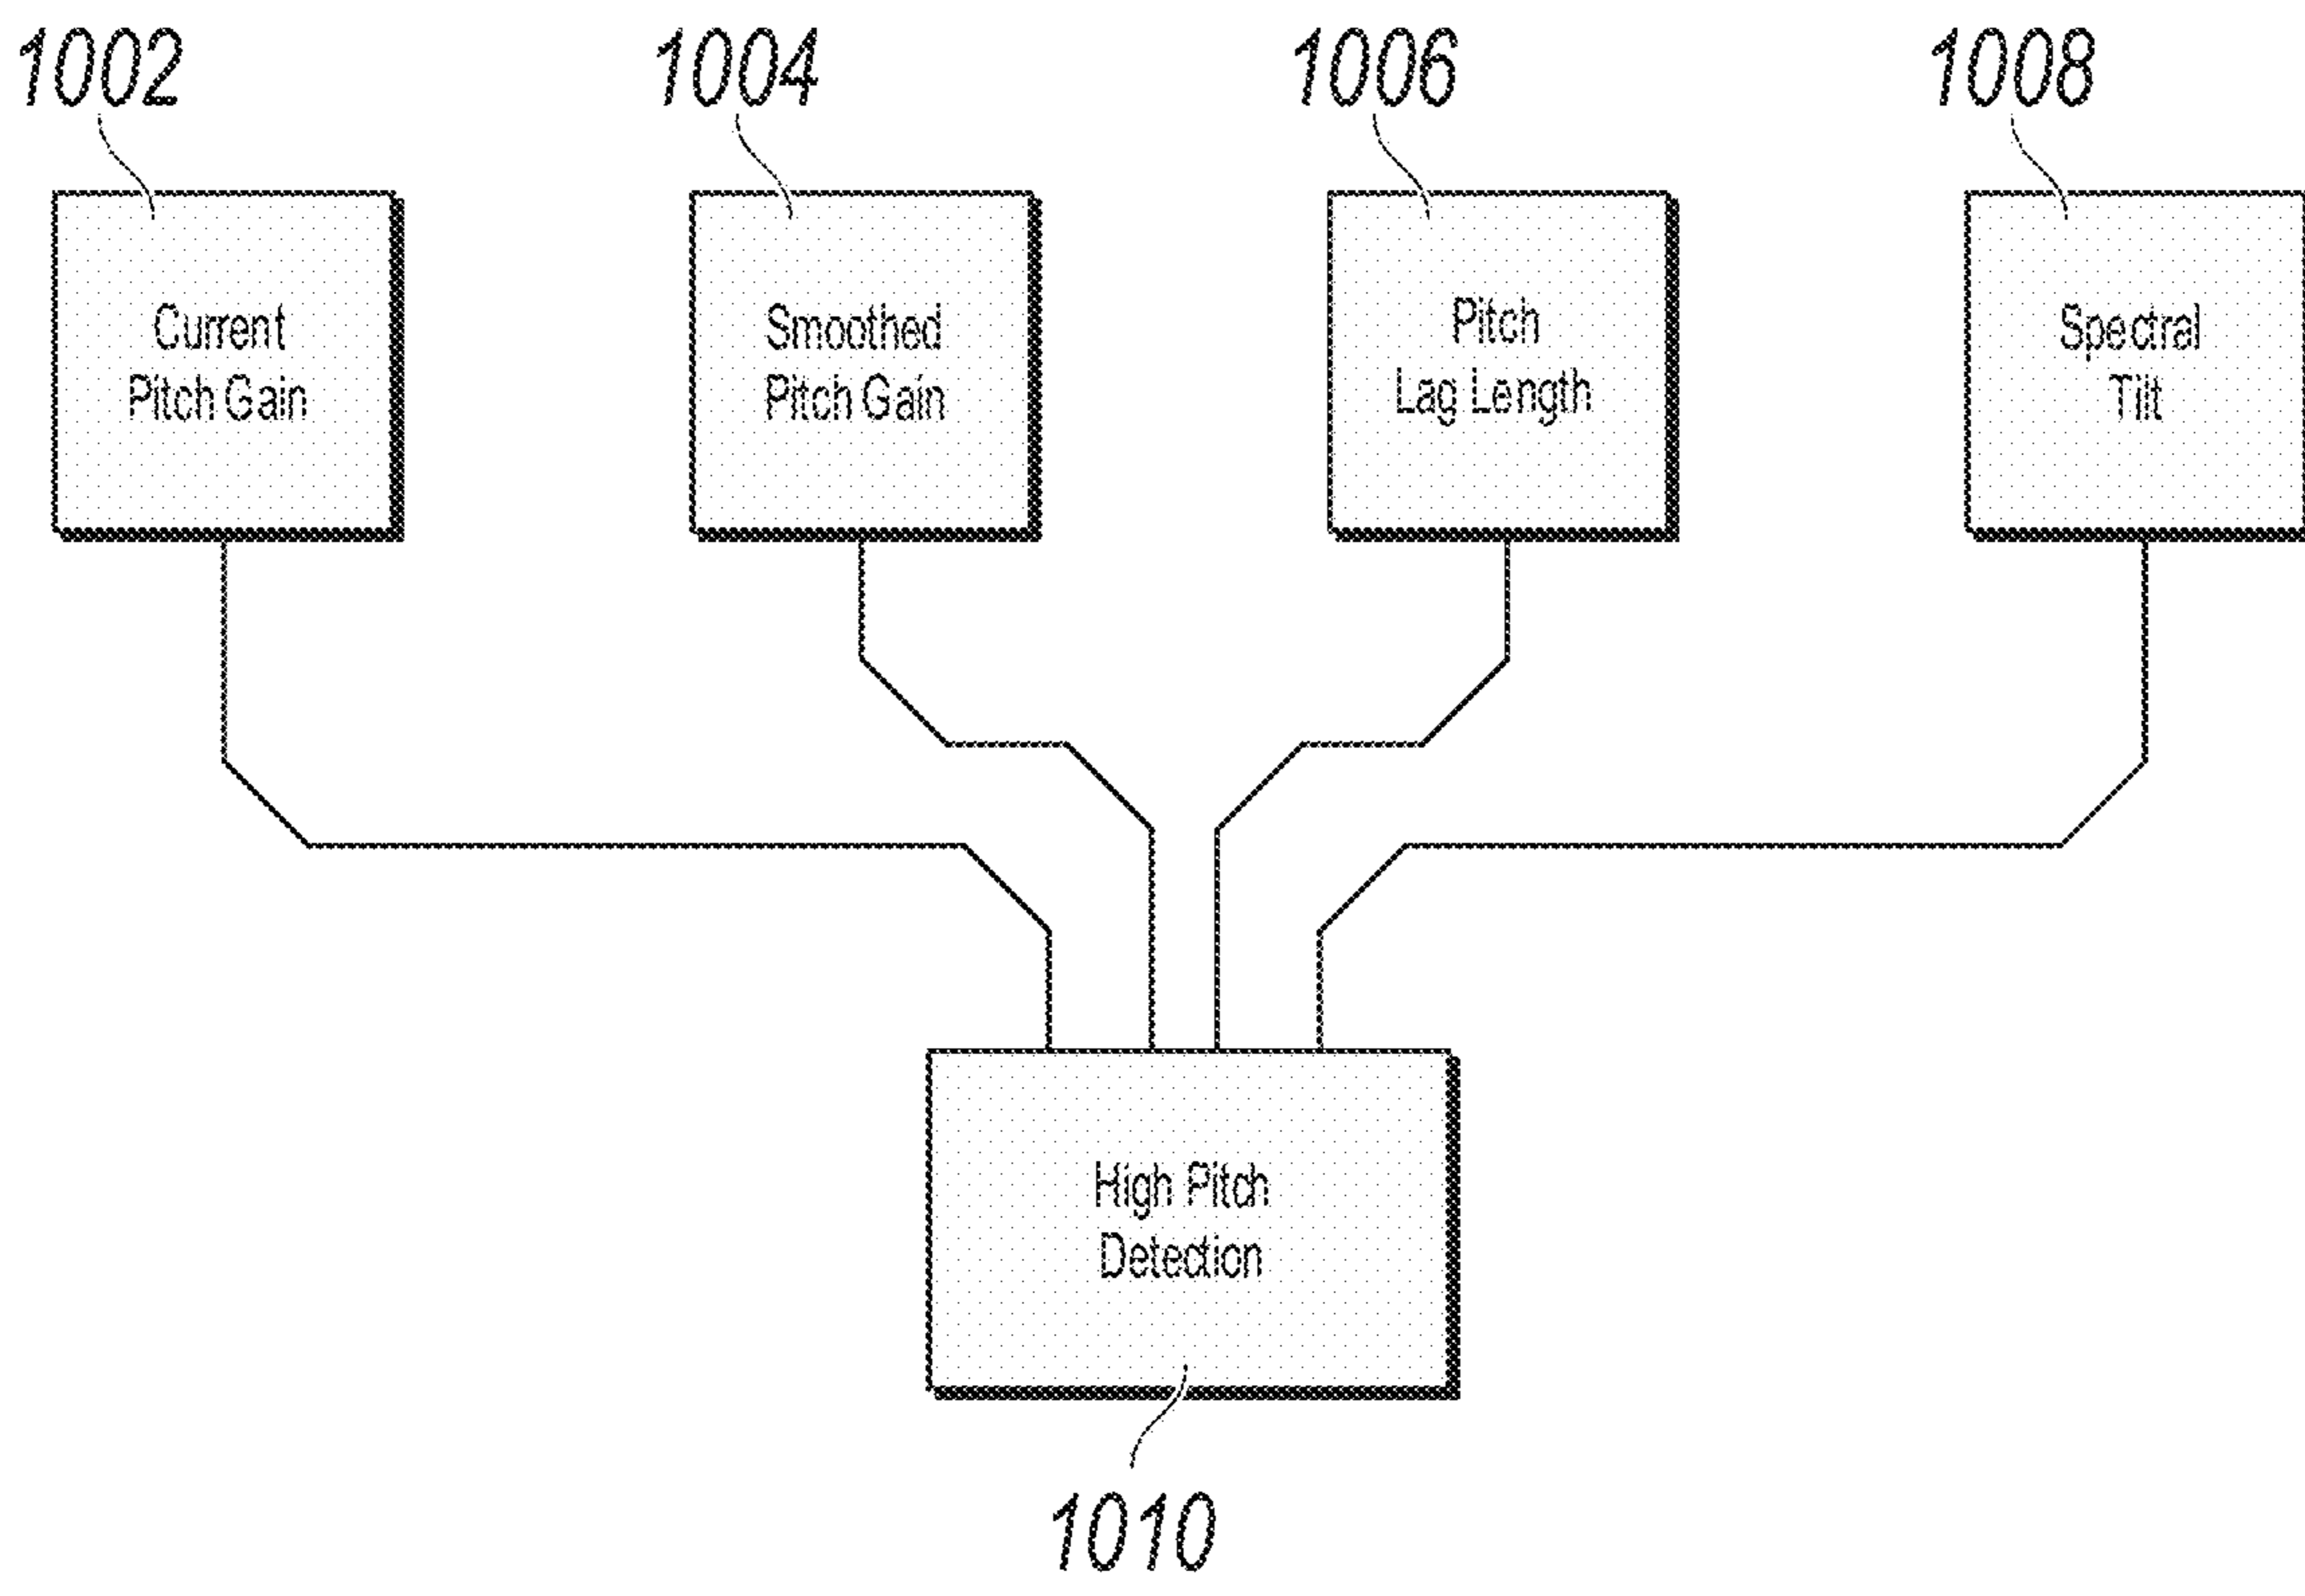 1002
1004
1006
1008
Current
Pitch Gain
Smoothed
Pitch Gain
Pitch
Lag Length
Spectral
Tilt
High Pitch
Detection
1010